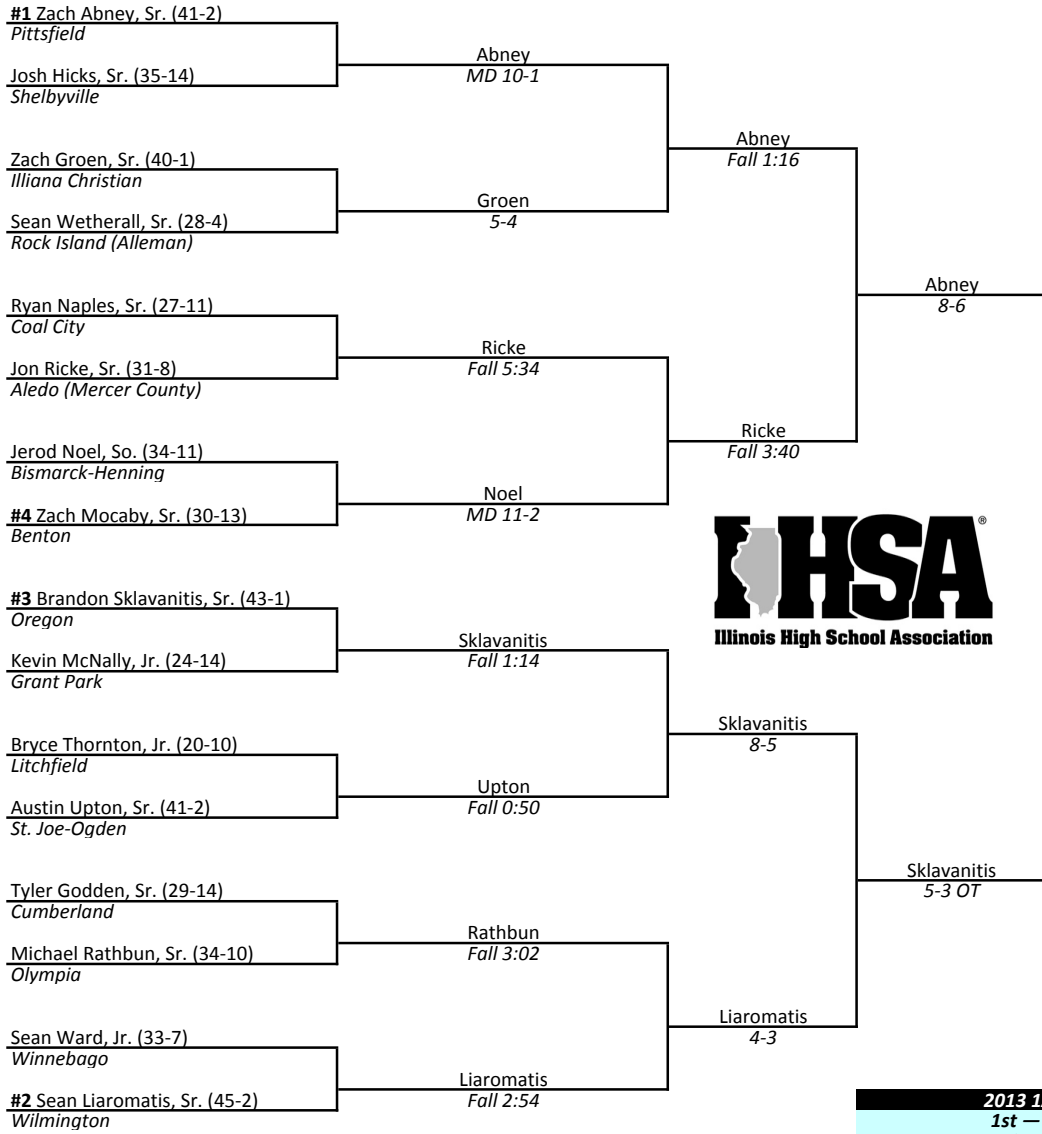 #1 Zach Abney, Sr. (41-2)
Pittsfield
Josh Hicks, Sr. (35-14)
Shelbyville
Zach Groen, Sr. (40-1)
Illiana Christian
Sean Wetherall, Sr. (28-4)
Rock Island (Alleman)
Ryan Naples, Sr. (27-11)
Coal City
Jon Ricke, Sr. (31-8)
Aledo (Mercer County)
Jerod Noel, So. (34-11)
Bismarck-Henning
#4 Zach Mocaby, Sr. (30-13)
Benton
#3 Brandon Sklavanitis, Sr. (43-1)
Oregon
Kevin McNally, Jr. (24-14)
Grant Park
Bryce Thornton, Jr. (20-10)
Litchfield
Austin Upton, Sr. (41-2)
St. Joe-Ogden
Tyler Godden, Sr. (29-14)
Cumberland
Michael Rathbun, Sr. (34-10)
Olympia
Sean Ward, Jr. (33-7)
Winnebago
#2 Sean Liaromatis, Sr. (45-2)
Wilmington
Abney
MD 10-1
Groen
5-4
Ricke
Fall 5:34
Noel
MD 11-2
Sklavanitis
Fall 1:14
Upton
Fall 0:50
Rathbun
Fall 3:02
Liaromatis
Fall 2:54
Abney
Fall 1:16
Ricke
Fall 3:40
Sklavanitis
8-5
Liaromatis
4-3
Abney
8-6
Sklavanitis
5-3 OT
IHSA®
Illinois High School Association
2013 1
1st —